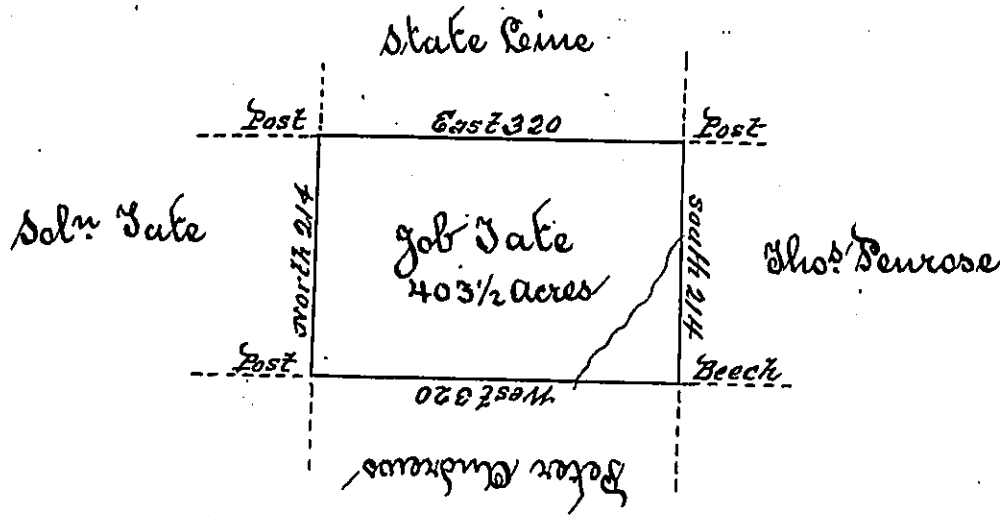 State Line
Post
East 320
Post
Soln. Tate
North 214
Job Tate
403½ acres
South 214
Thos. Penrose
Post
West 320
Beech
Peter Andrews